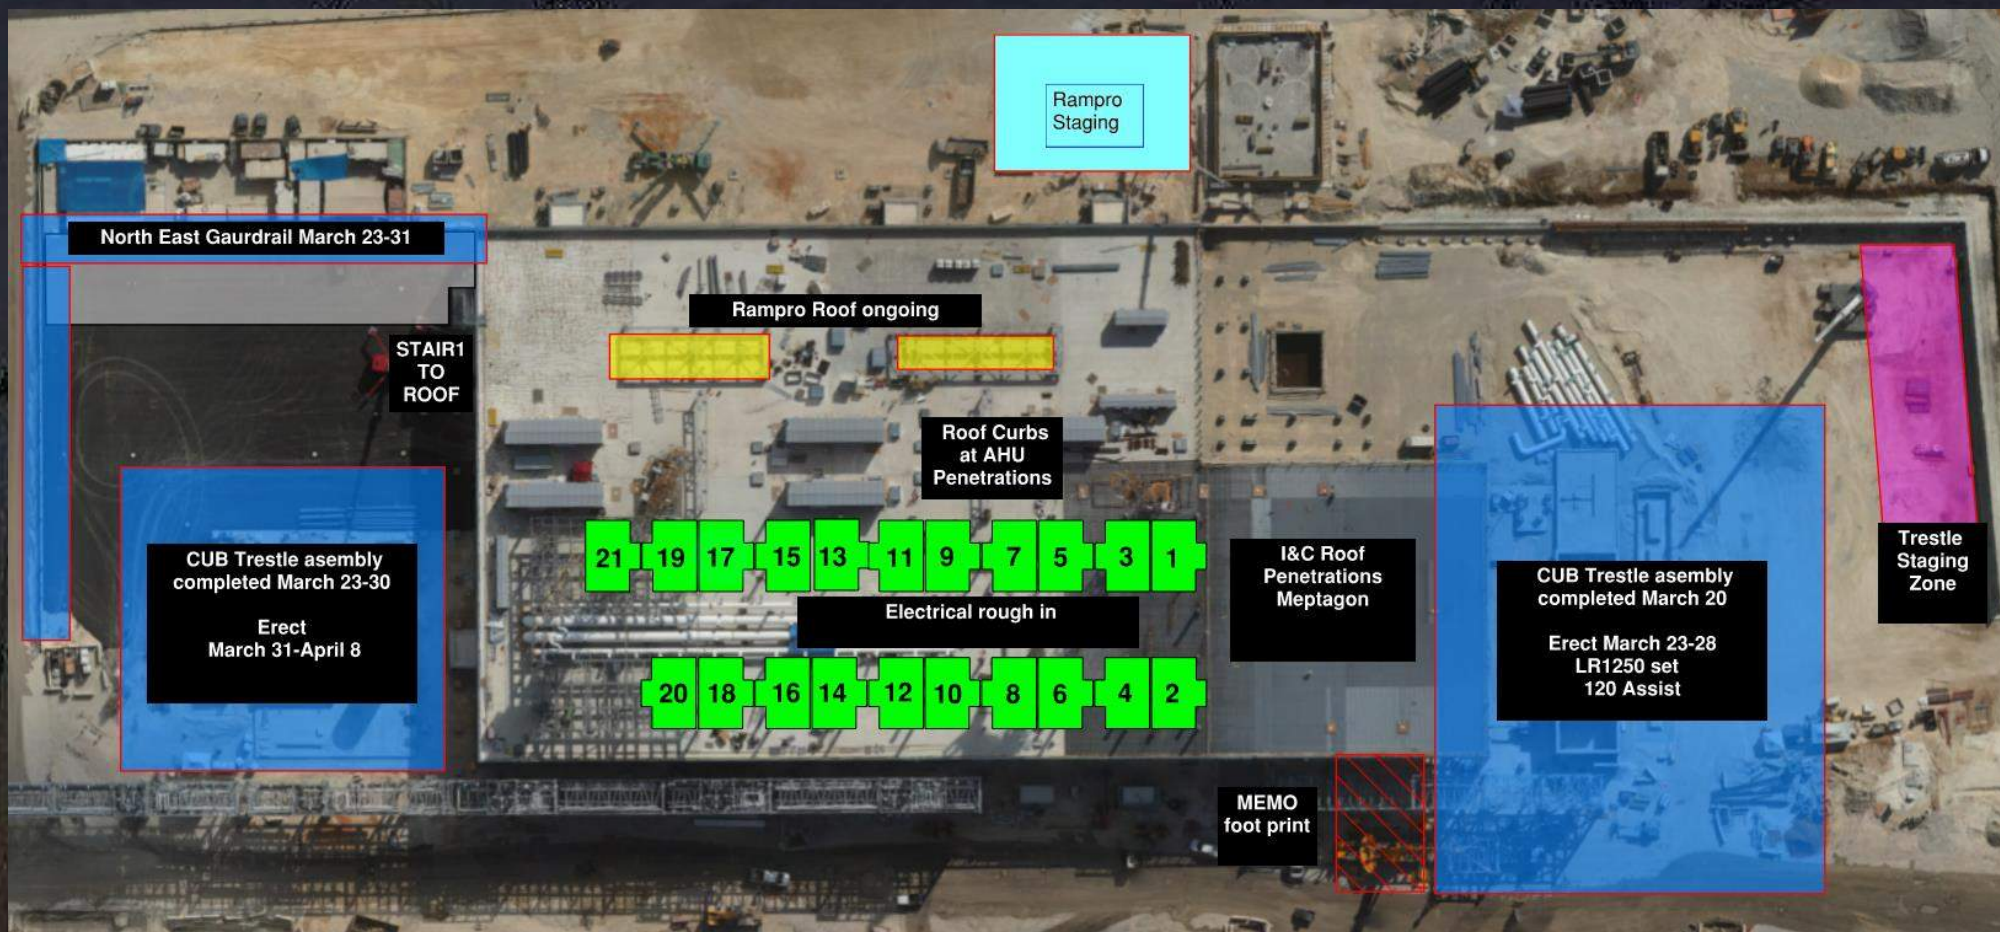 Rampro
Staging
North East Gaurdrail March 23-31
Rampro Roof ongoing
STAIR1
TO
ROOF
Roof Curbs
at AHU
Penetrations
21 19 17 15 13 11 9 7 5 3 1
I&C Roof
Penetrations
Meptagon
Trestle
Staging
Zone
CUB Trestle asembly
completed March 23-30
Erect
March 31-April 8
CUB Trestle asembly
completed March 20
Erect March 23-28
LR1250 set
120 Assist
Electrical rough in
20 18 16 14 12 10 8 6 4 2
MEMO
foot print